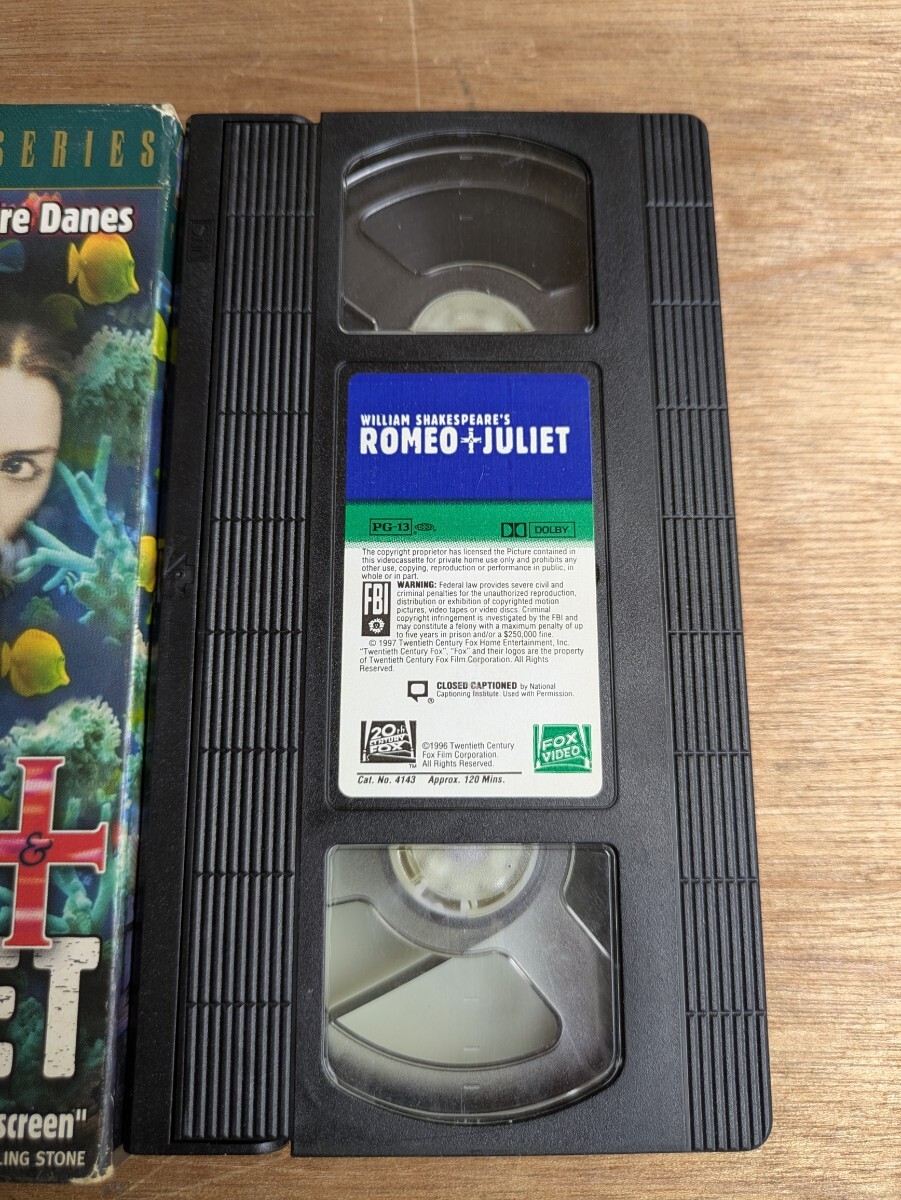 SERIES
re Danes
&
ET
screen"
LING STONE
WILLIAM SHAKESPEARE'S
ROMEO+JULIET
PG-13
DOLBY
The copyright proprietor has licensed the Picture contained in
this videocassette for private home use only and prohibits any
other use, copying, reproduction or performance in public, in
whole or in part.
FBI
WARNING: Federal law provides severe civil and
criminal penalties for the unauthorized reproduction,
distribution or exhibition of copyrighted motion
pictures, video tapes or video discs. Criminal
copyright infringement is investigated by the FBI and
may constitute a felony with a maximum penalty of up
to five years in prison and/or a $250,000 fine.
© 1997 Twentieth Century Fox Home Entertainment, Inc.
"Twentieth Century Fox", "Fox" and their logos are the property
of Twentieth Century Fox Film Corporation. All Rights
Reserved.
CLOSED CAPTIONED by National
Captioning Institute. Used with Permission.
®
20th
CENTURY
FOX
TM
©1996 Twentieth Century
Fox Film Corporation.
All Rights Reserved.
FOX
VIDEO
Cat. No. 4143 Approx. 120 Mins.